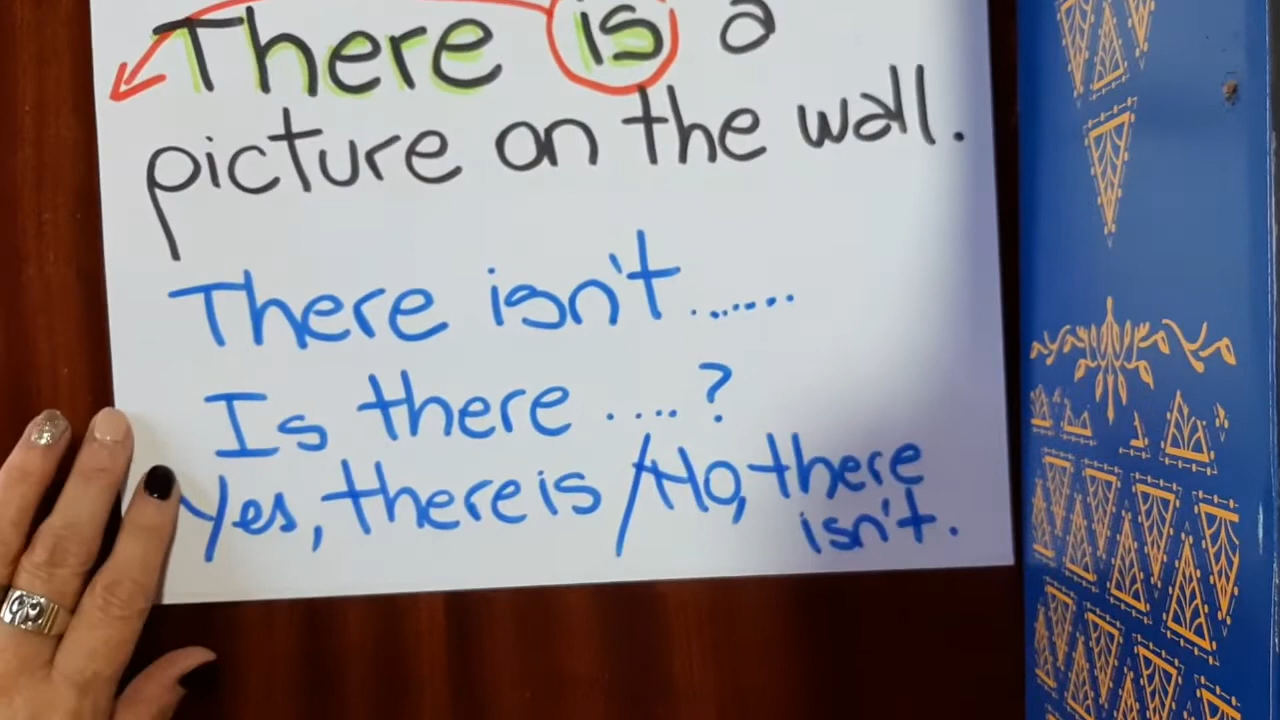 There is a
picture on the wall.
There isn't.......
Is there ....?
Yes, there is / No, there
isn't.